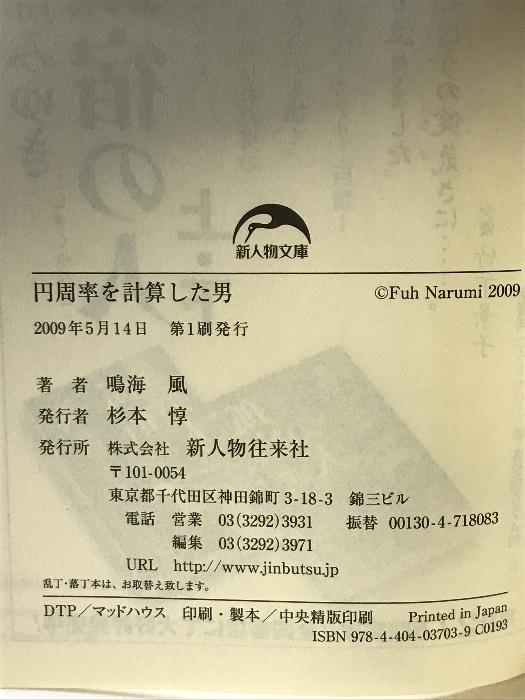 新人物文庫
円周率を計算した男 ©Fuh Narumi 2009
2009年5月14日 第1刷発行
著 者 鳴海 風
発行者 杉本 惇
発行所 株式会社 新人物往来社
〒101-0054
東京都千代田区神田錦町3-18-3 錦三ビル
電話 営業 03(3292)3931 振替 00130-4-718083
編集 03(3292)3971
URL http://www.jinbutsu.jp
乱丁・落丁本は、お取替え致します。
DTP/マッドハウス 印刷・製本/中央精版印刷 Printed in Japan
ISBN 978-4-404-03703-9 C0193